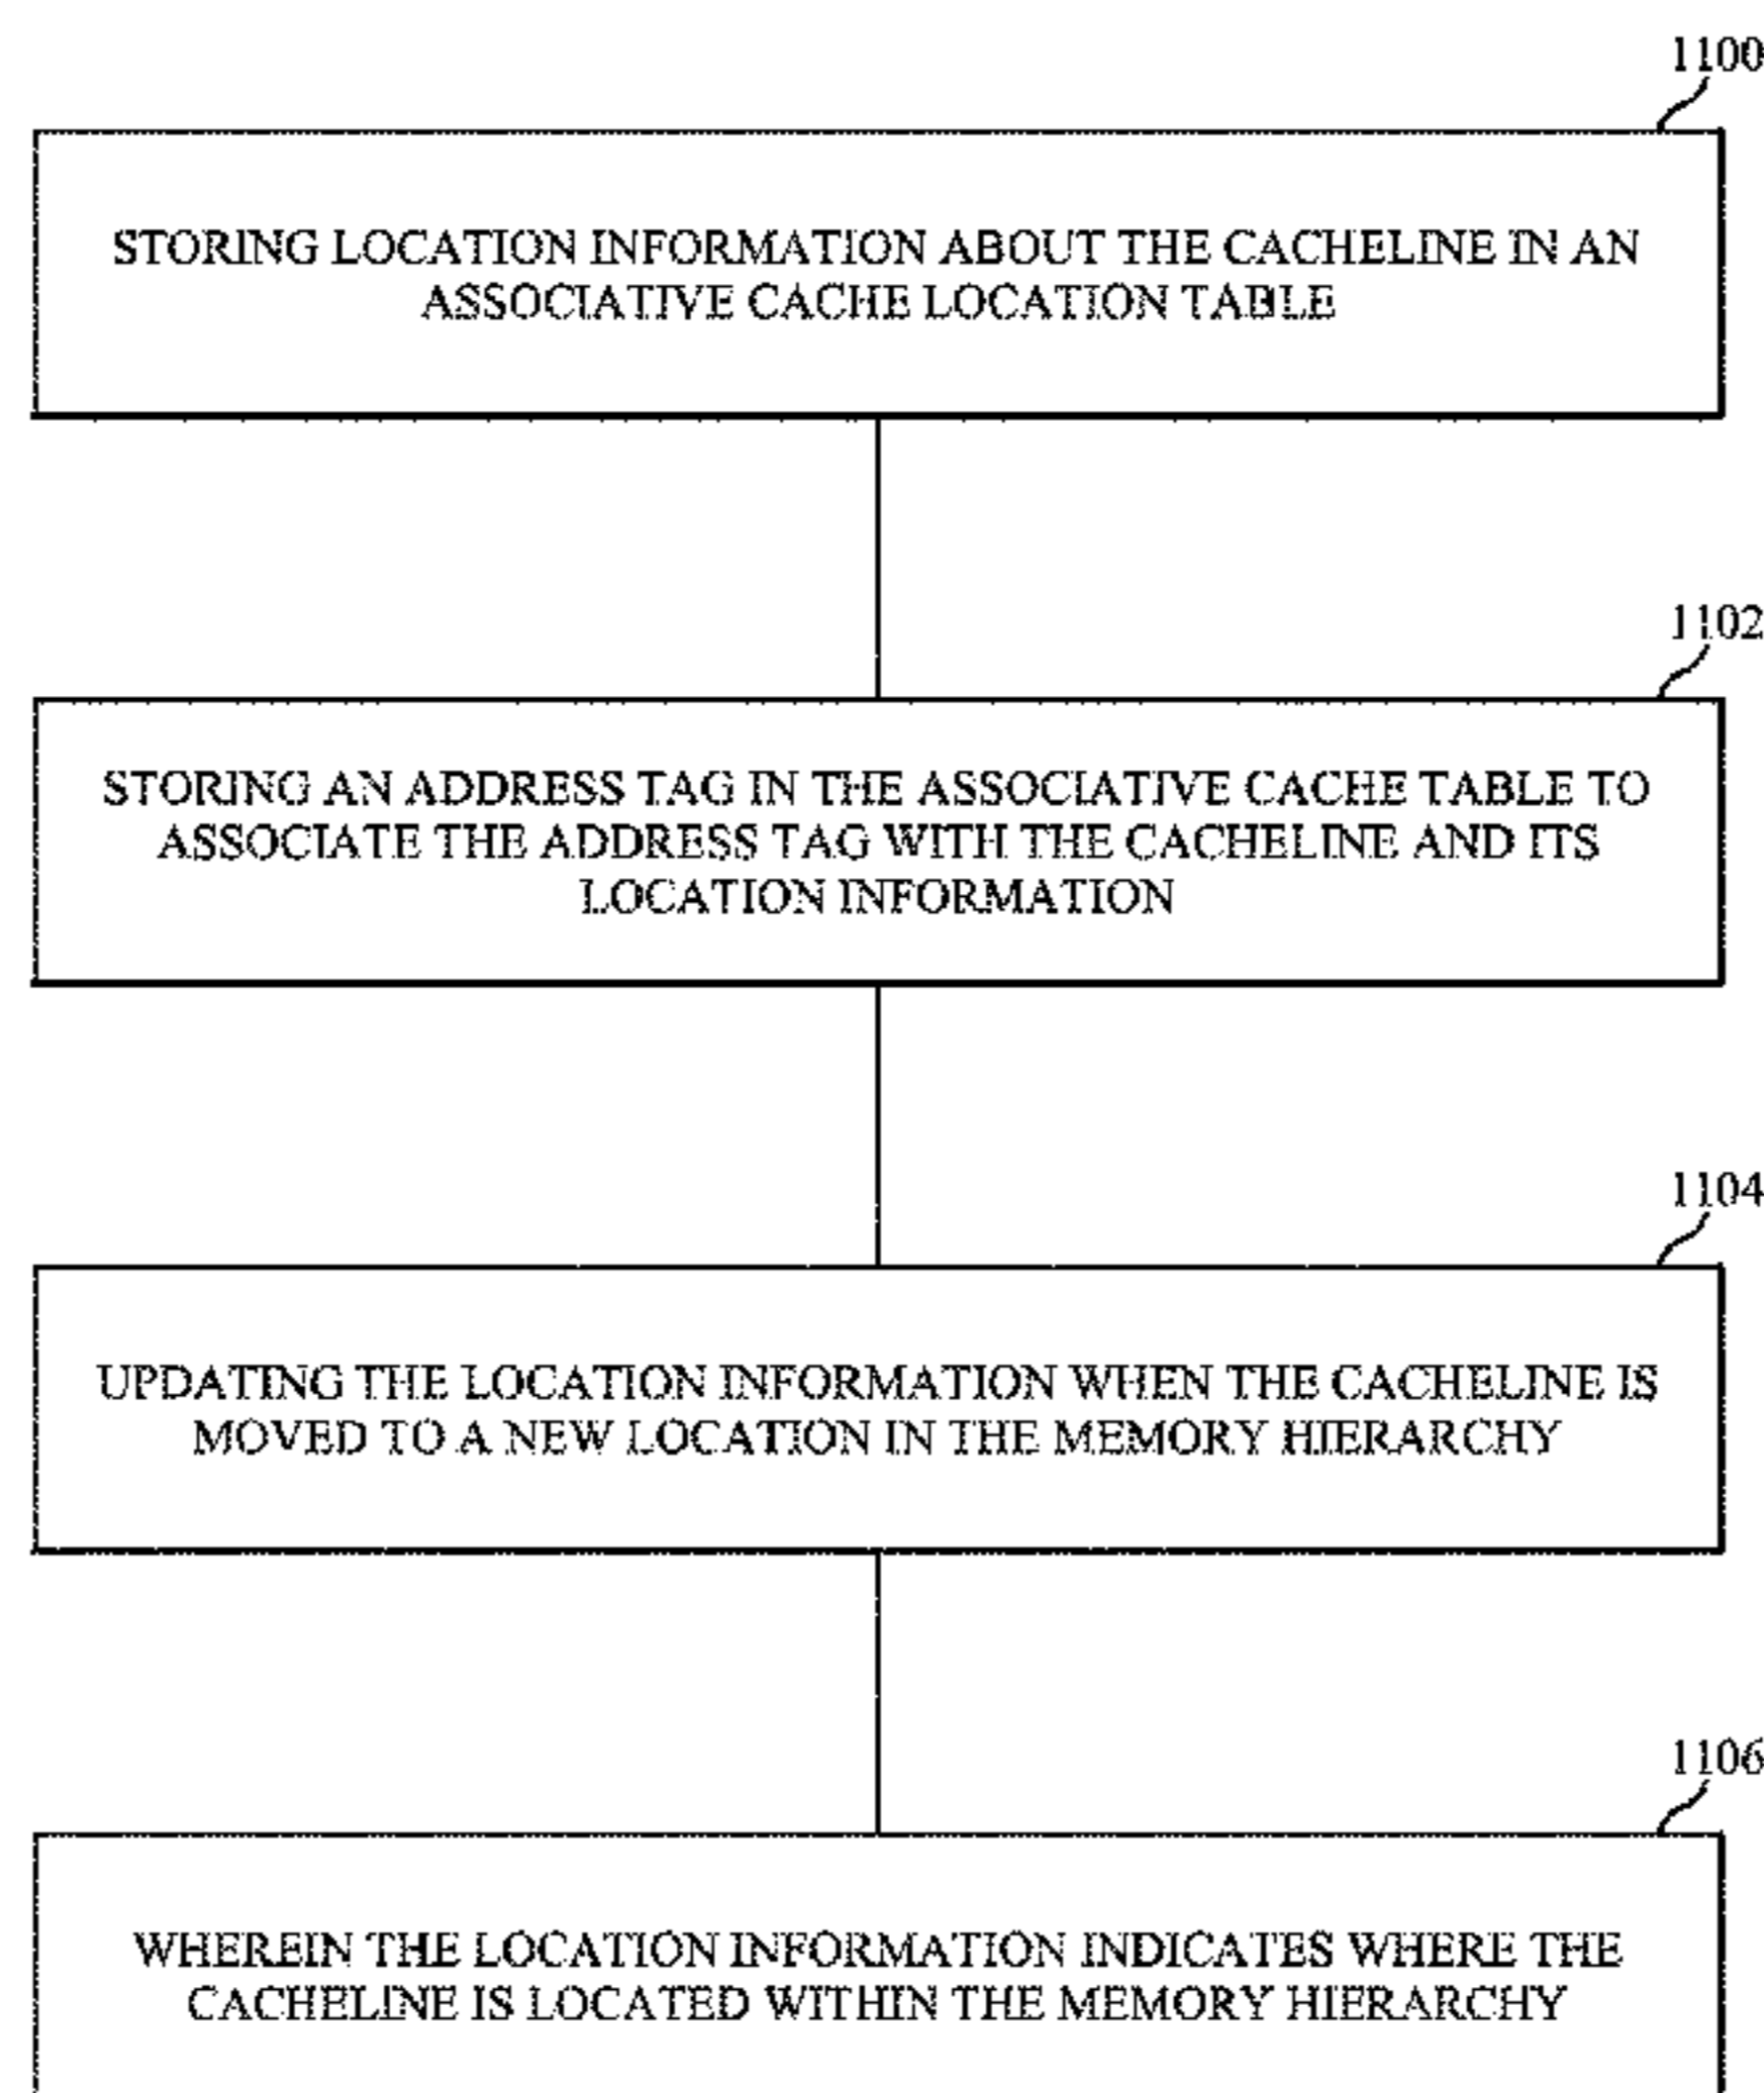 1100
STORING LOCATION INFORMATION ABOUT THE CACHELINE IN AN
ASSOCIATIVE CACHE LOCATION TABLE
1102
STORING AN ADDRESS TAG IN THE ASSOCIATIVE CACHE TABLE TO
ASSOCIATE THE ADDRESS TAG WITH THE CACHELINE AND ITS
LOCATION INFORMATION
1104
UPDATING THE LOCATION INFORMATION WHEN THE CACHELINE IS
MOVED TO A NEW LOCATION IN THE MEMORY HIERARCHY
1106
WHEREIN THE LOCATION INFORMATION INDICATES WHERE THE
CACHELINE IS LOCATED WITHIN THE MEMORY HIERARCHY